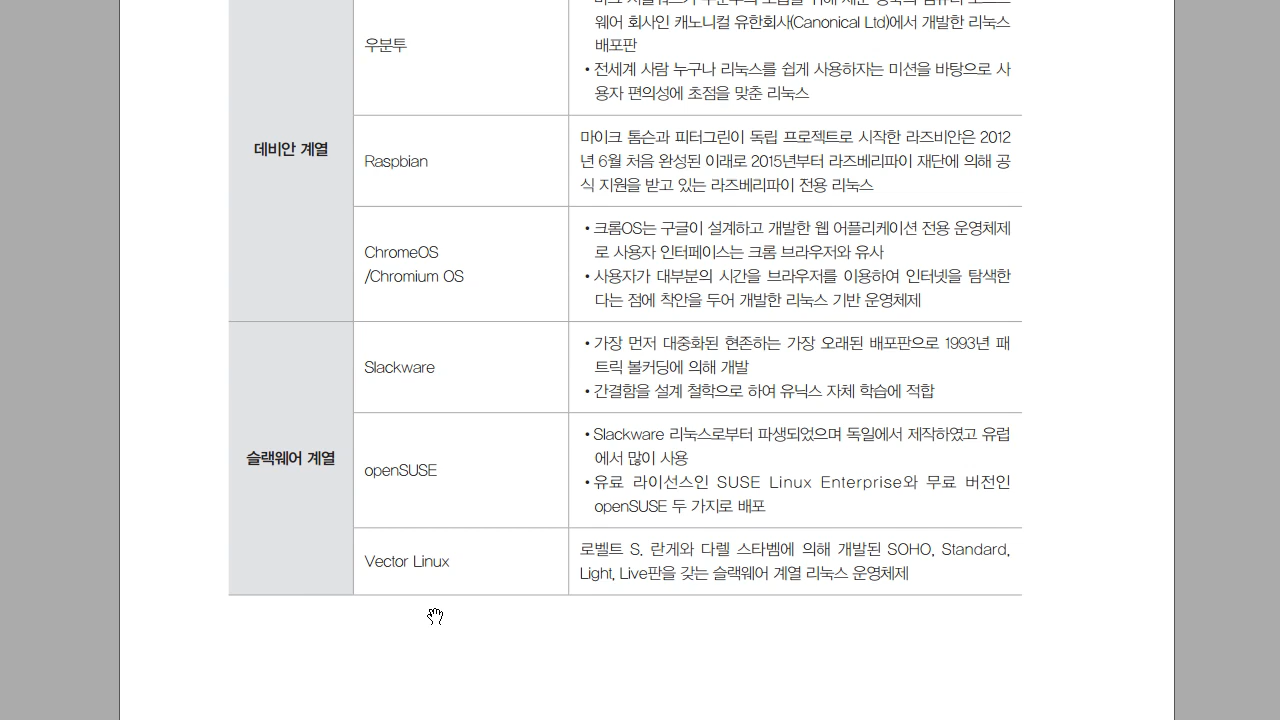 웨어 회사인 캐노니컬 유한회사(Canonical Ltd)에서 개발한 리눅스
우분투
배포판
• 전세계 사람 누구나 리눅스를 쉽게 사용하자는 미션을 바탕으로 사
용자 편의성에 초점을 맞춘 리눅스
데비안 계열
마이크 톰슨과 피터그린이 독립 프로젝트로 시작한 라즈비안은 2012
Raspbian
년 6월 처음 완성된 이래로 2015년부터 라즈베리파이 재단에 의해 공
식 지원을 받고 있는 라즈베리파이 전용 리눅스
• 크롬OS는 구글이 설계하고 개발한 웹 어플리케이션 전용 운영체제
ChromeOS
로 사용자 인터페이스는 크롬 브라우저와 유사
/Chromium OS
• 사용자가 대부분의 시간을 브라우저를 이용하여 인터넷을 탐색한
다는 점에 착안을 두어 개발한 리눅스 기반 운영체제
• 가장 먼저 대중화된 현존하는 가장 오래된 배포판으로 1993년 패
Slackware
트릭 볼커딩에 의해 개발
• 간결함을 설계 철학으로 하여 유닉스 자체 학습에 적합
• Slackware 리눅스로부터 파생되었으며 독일에서 제작하였고 유럽
슬랙웨어 계열
에서 많이 사용
openSUSE
• 유료 라이선스인 SUSE Linux Enterprise와 무료 버전인
openSUSE 두 가지로 배포
로벨트 S. 란게와 다렐 스타벰에 의해 개발된 SOHO, Standard,
Vector Linux
Light, Live판을 갖는 슬랙웨어 계열 리눅스 운영체제